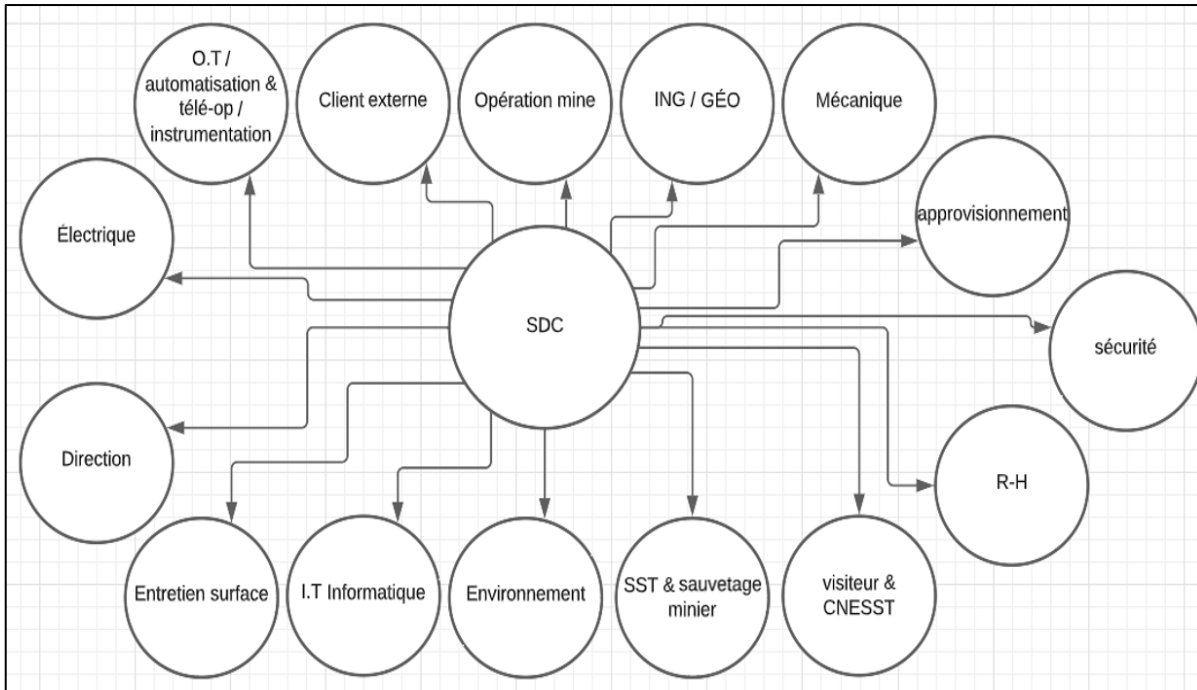 O.T /
automatisation &
télé-op /
instrumentation
Client externe
Opération mine
ING / GÉO
Mécanique
approvisionnement
Électrique
SDC
sécurité
Direction
R-H
Entretien surface
I.T Informatique
Environnement
SST & sauvetage
minier
visiteur &
CNESST